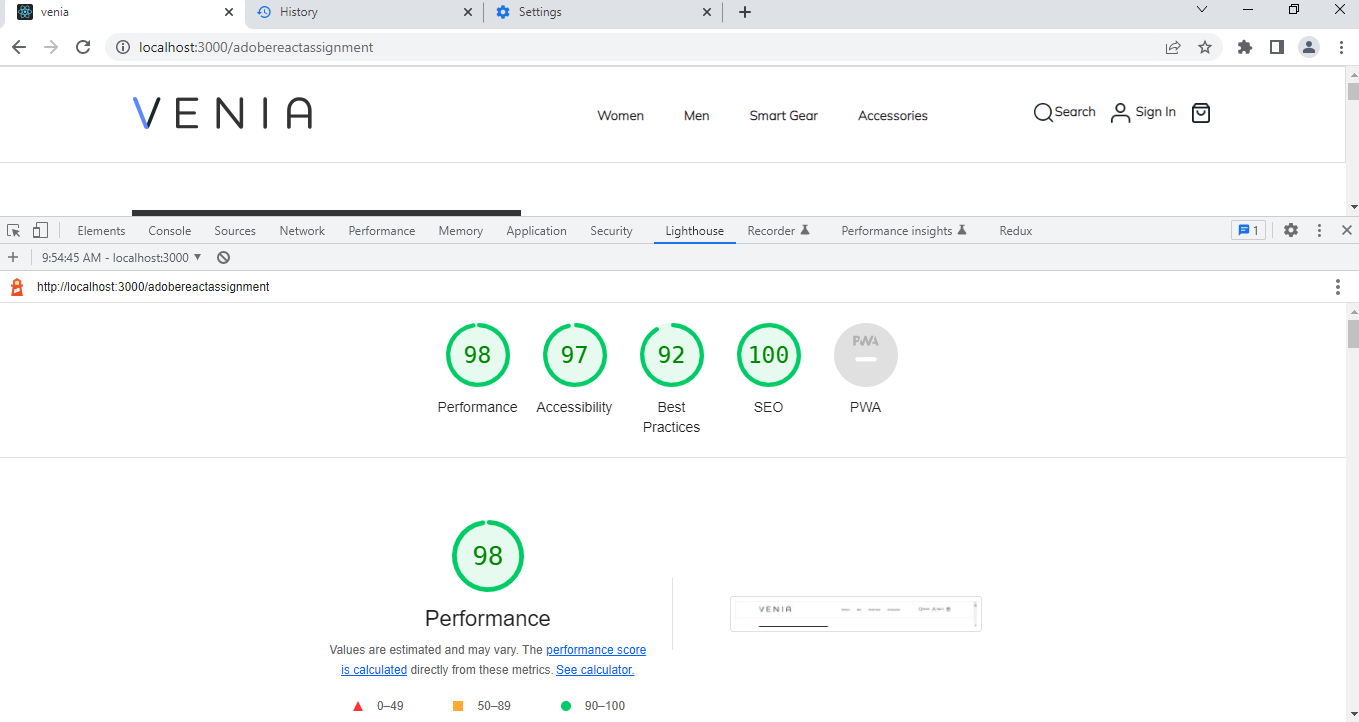 venia
History
Settings
localhost:3000/adobereactassignment
VENIA
Women Men Smart Gear Accessories
Search Sign In
Elements Console Sources Network Performance Memory Application Security Lighthouse Recorder Performance insights Redux 1
9:54:45 AM - localhost:3000
http://localhost:3000/adobereactassignment
98 97 92 100 PWA
Performance Accessibility Best Practices SEO PWA
98
Performance
Values are estimated and may vary. The performance score
is calculated directly from these metrics. See calculator.
0–49 50–89 90–100
VENIA